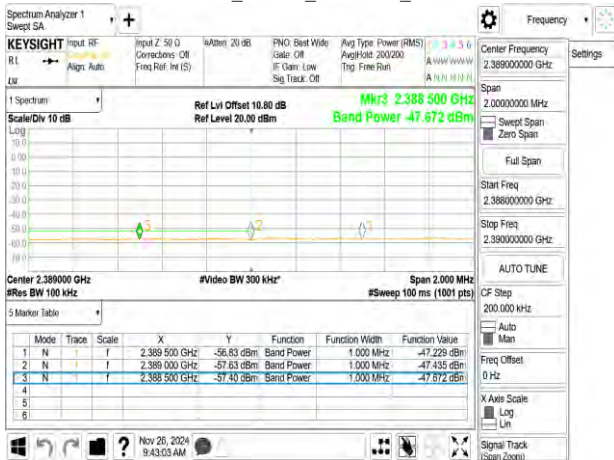 Spectrum Analyzer 1
Swept SA
Frequency
KEYSIGHT Input: RF Input Z: 50 Ω #Atten: 20 dB PNO: Best Wide Avg Type: Power (RMS)
RL Corrections: Off Gate: Off Avg|Hold: 200/200
Align: Auto Freq Ref: Int (S) IF Gain: Low Trig: Free Run
Sig Track: Off
1 Spectrum
Scale/Div 10 dB
Ref Lvl Offset 10.80 dB
Ref Level 20.00 dBm
Mkr3 2.388 500 GHz
Band Power -47.672 dBm
Log
3 2 1
Center 2.389000 GHz #Video BW 300 kHz* Span 2.000 MHz
#Res BW 100 kHz #Sweep 100 ms (1001 pts)
5 Marker Table
Mode Trace Scale X Y Function Function Width Function Value
1 N 1 f 2.389 500 GHz -56.83 dBm Band Power 1.000 MHz -47.229 dBm
2 N 1 f 2.389 000 GHz -57.63 dBm Band Power 1.000 MHz -47.435 dBm
3 N 1 f 2.388 500 GHz -57.40 dBm Band Power 1.000 MHz -47.672 dBm
4
5
6
Nov 26, 2024
9:43:03 AM
Center Frequency
2.389000000 GHz
Settings
Span
2.00000000 MHz
Swept Span
Zero Span
Full Span
Start Freq
2.388000000 GHz
Stop Freq
2.390000000 GHz
AUTO TUNE
CF Step
200.000 kHz
Auto
Man
Freq Offset
0 Hz
X Axis Scale
Log
Lin
Signal Track
(Span Zoom)